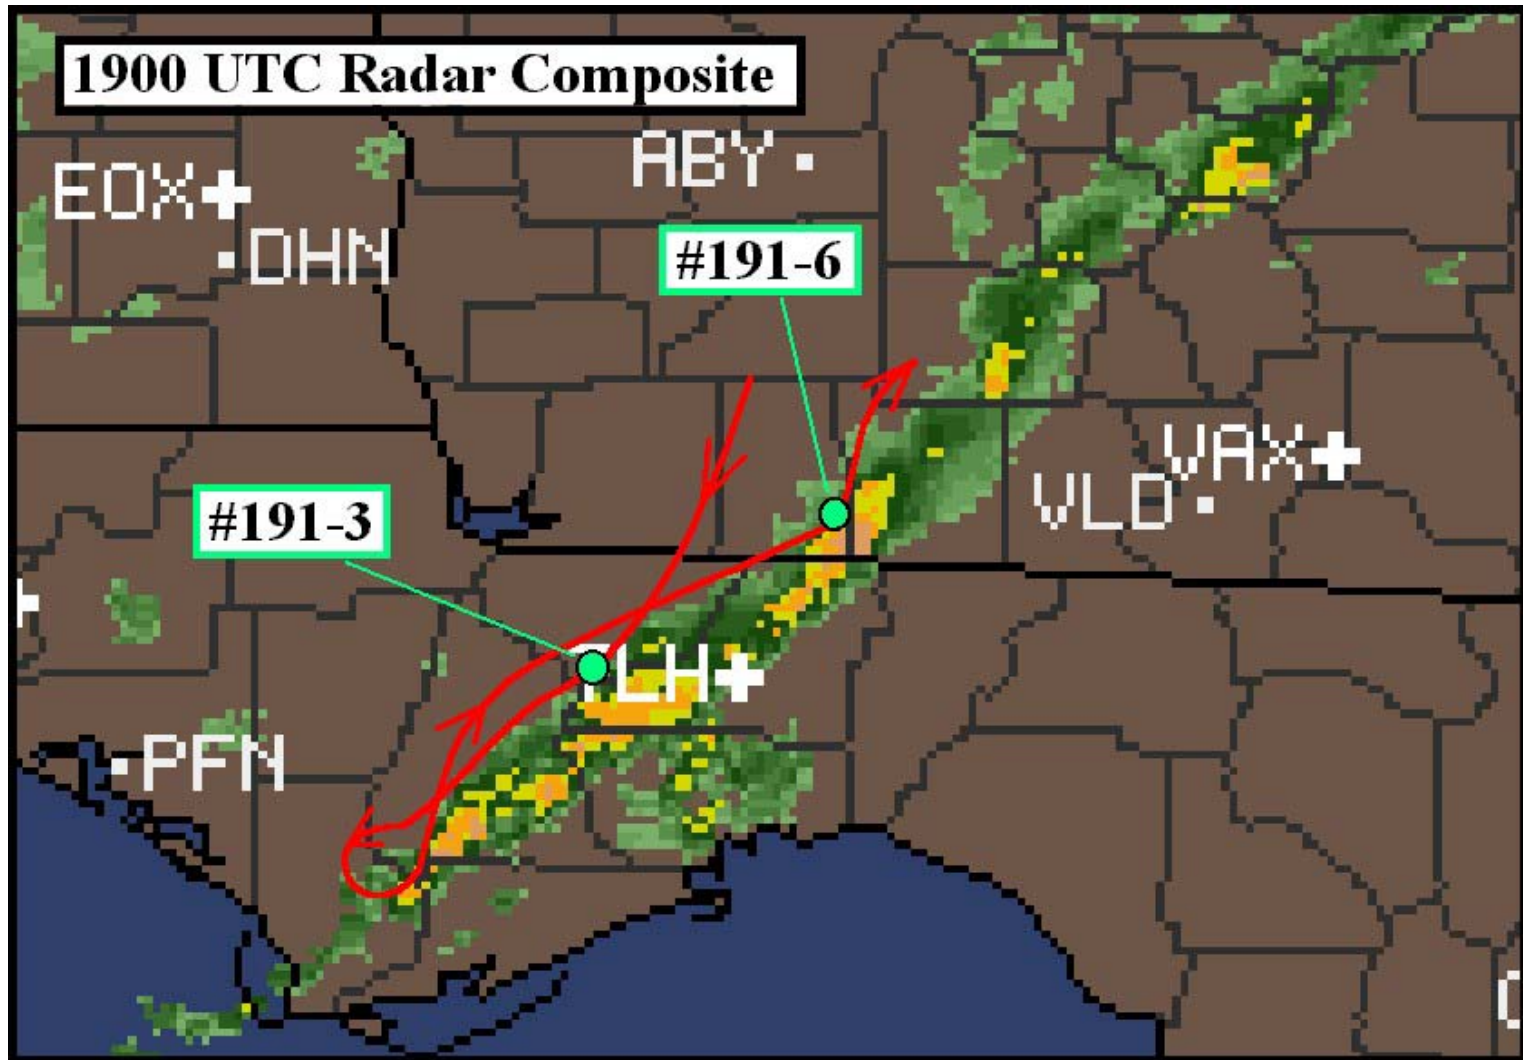 1900 UTC Radar Composite
ABY
EOX
DHN
#191-6
VAX
VLD
#191-3
TLH
PFN